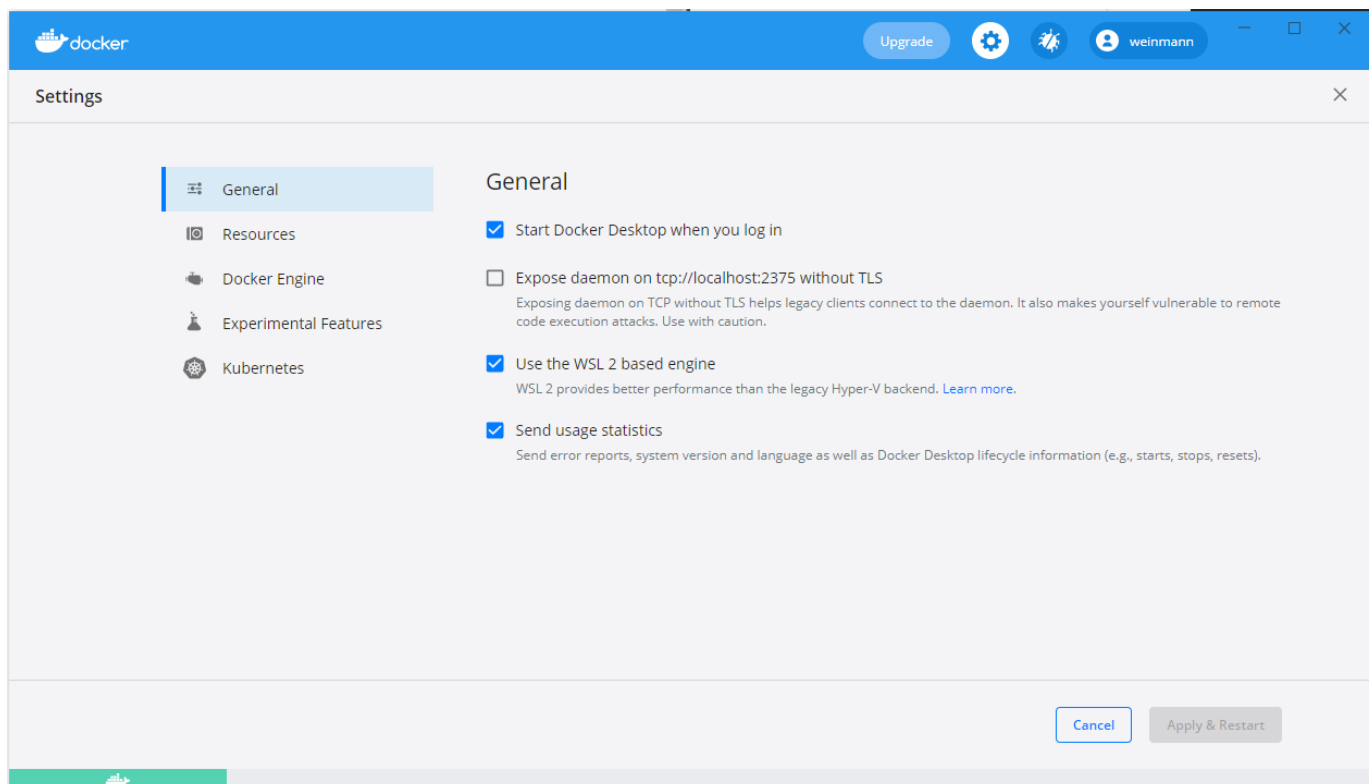 docker
Upgrade
weinmann
Settings
General
Resources
Docker Engine
Experimental Features
Kubernetes
General
Start Docker Desktop when you log in
Expose daemon on tcp://localhost:2375 without TLS
Exposing daemon on TCP without TLS helps legacy clients connect to the daemon. It also makes yourself vulnerable to remote
code execution attacks. Use with caution.
Use the WSL 2 based engine
WSL 2 provides better performance than the legacy Hyper-V backend. Learn more.
Send usage statistics
Send error reports, system version and language as well as Docker Desktop lifecycle information (e.g., starts, stops, resets).
Cancel
Apply & Restart